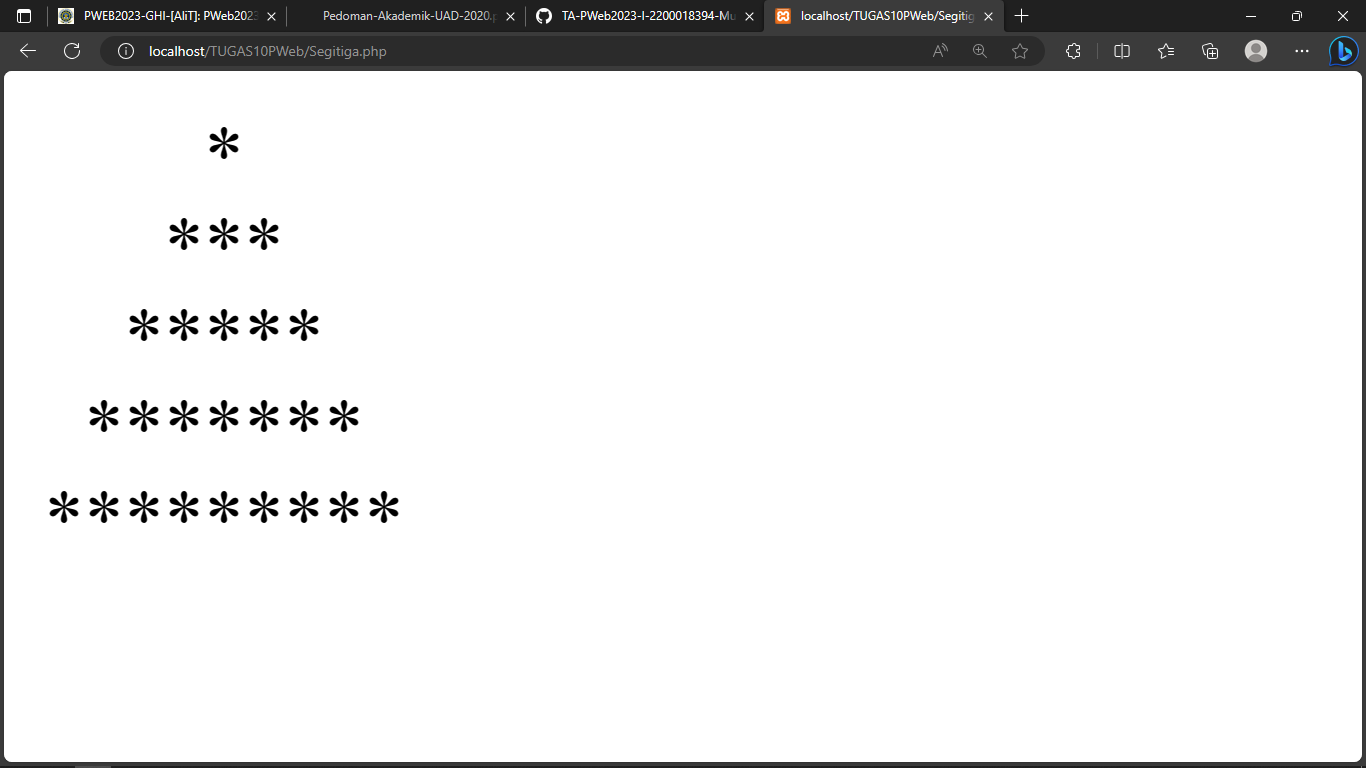 PWEB2023-GHI-[AliT]: PWeb2023
Pedoman-Akademik-UAD-2020.p
TA-PWeb2023-I-2200018394-Mu
localhost/TUGAS10PWeb/Segitig
localhost/TUGAS10PWeb/Segitiga.php
*
***
*****
*******
*********